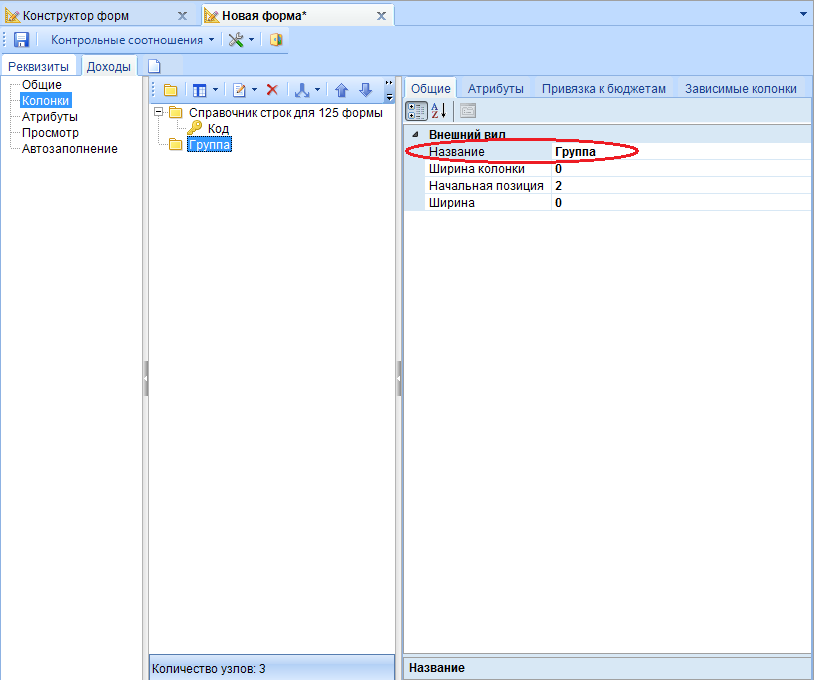 Конструктор форм
Новая форма*
Контрольные соотношения
Реквизиты
Доходы
Общие
Колонки
Атрибуты
Просмотр
Автозаполнение
Справочник строк для 125 формы
Код
Группа
Количество узлов: 3
Общие
Атрибуты
Привязка к бюджетам
Зависимые колонки
Внешний вид
Название Группа
Ширина колонки 0
Начальная позиция 2
Ширина 0
Название